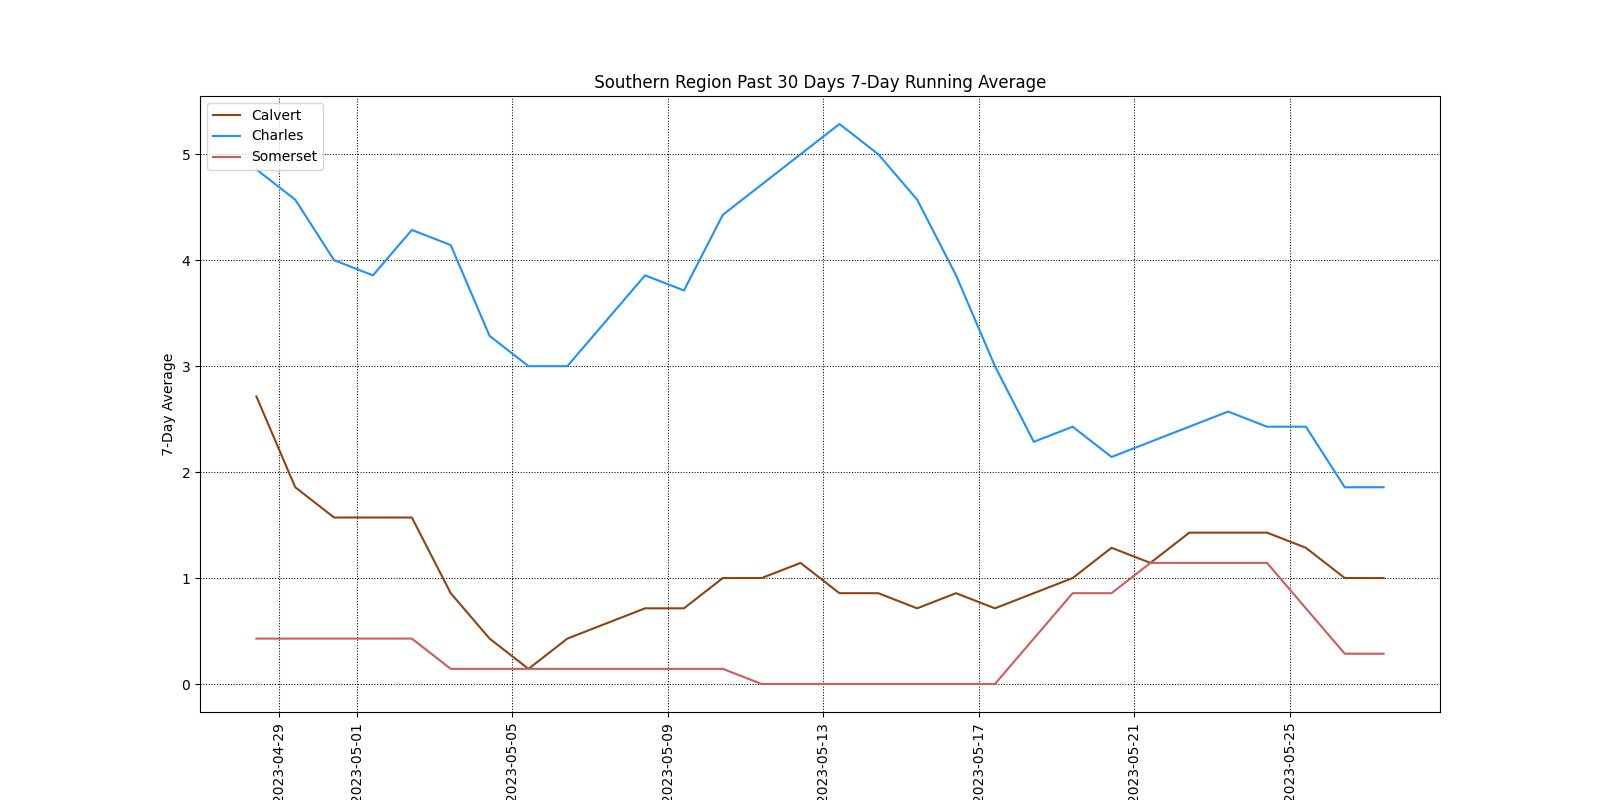 Southern Region Past 30 Days 7-Day Running Average
Calvert
Charles
Somerset
7-Day Average
5
4
3
2
1
0
2023-04-29
2023-05-01
2023-05-05
2023-05-09
2023-05-13
2023-05-17
2023-05-21
2023-05-25